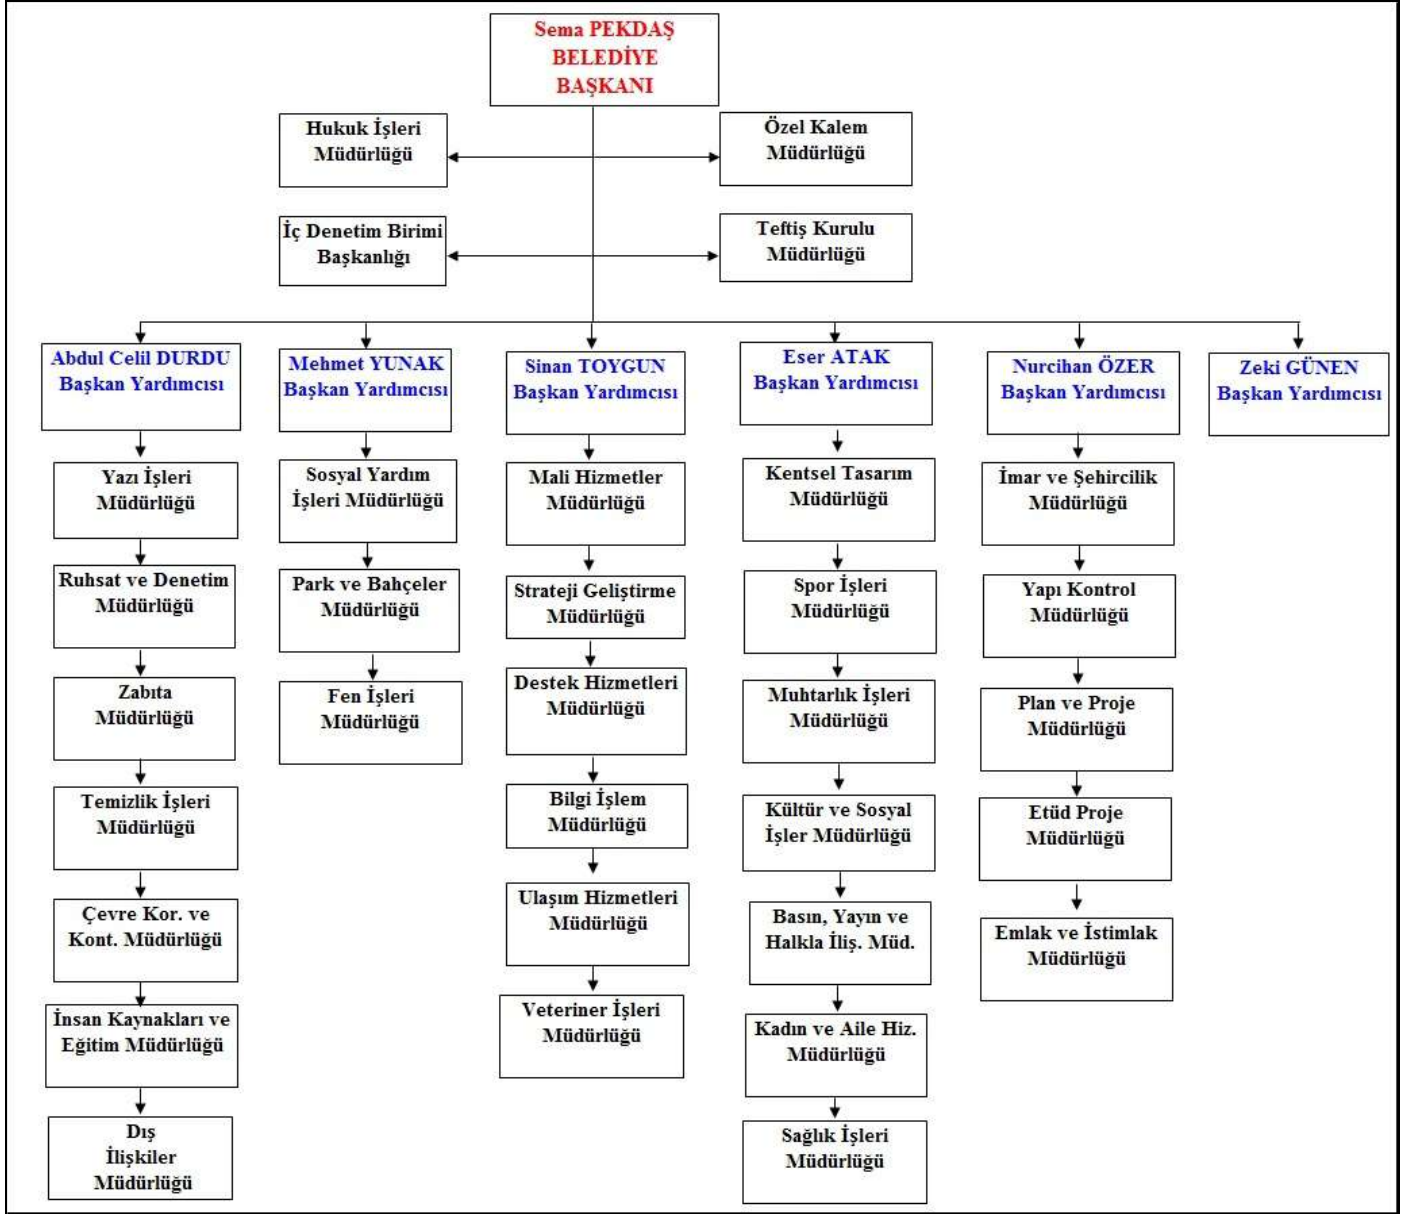 Sema PEKDAŞ
BELEDİYE
BAŞKANI
Hukuk İşleri
Müdürlüğü
Özel Kalem
Müdürlüğü
İç Denetim Birimi
Başkanlığı
Teftiş Kurulu
Müdürlüğü
Abdul Celil DURDU
Başkan Yardımcısı
Yazı İşleri
Müdürlüğü
Ruhsat ve Denetim
Müdürlüğü
Zabıta
Müdürlüğü
Temizlik İşleri
Müdürlüğü
Çevre Kor. ve
Kont. Müdürlüğü
İnsan Kaynakları ve
Eğitim Müdürlüğü
Dış
İlişkiler
Müdürlüğü
Mehmet YUNAK
Başkan Yardımcısı
Sosyal Yardım
İşleri Müdürlüğü
Park ve Bahçeler
Müdürlüğü
Fen İşleri
Müdürlüğü
Sinan TOYGUN
Başkan Yardımcısı
Mali Hizmetler
Müdürlüğü
Strateji Geliştirme
Müdürlüğü
Destek Hizmetleri
Müdürlüğü
Bilgi İşlem
Müdürlüğü
Ulaşım Hizmetleri
Müdürlüğü
Veteriner İşleri
Müdürlüğü
Eser ATAK
Başkan Yardımcısı
Kentsel Tasarım
Müdürlüğü
Spor İşleri
Müdürlüğü
Muhtarlık İşleri
Müdürlüğü
Kültür ve Sosyal
İşler Müdürlüğü
Basın, Yayın ve
Halkla İliş. Müd.
Kadın ve Aile Hiz.
Müdürlüğü
Sağlık İşleri
Müdürlüğü
Nurcihan ÖZER
Başkan Yardımcısı
İmar ve Şehircilik
Müdürlüğü
Yapı Kontrol
Müdürlüğü
Plan ve Proje
Müdürlüğü
Etüd Proje
Müdürlüğü
Emlak ve İstimlak
Müdürlüğü
Zeki GÜNEN
Başkan Yardımcısı